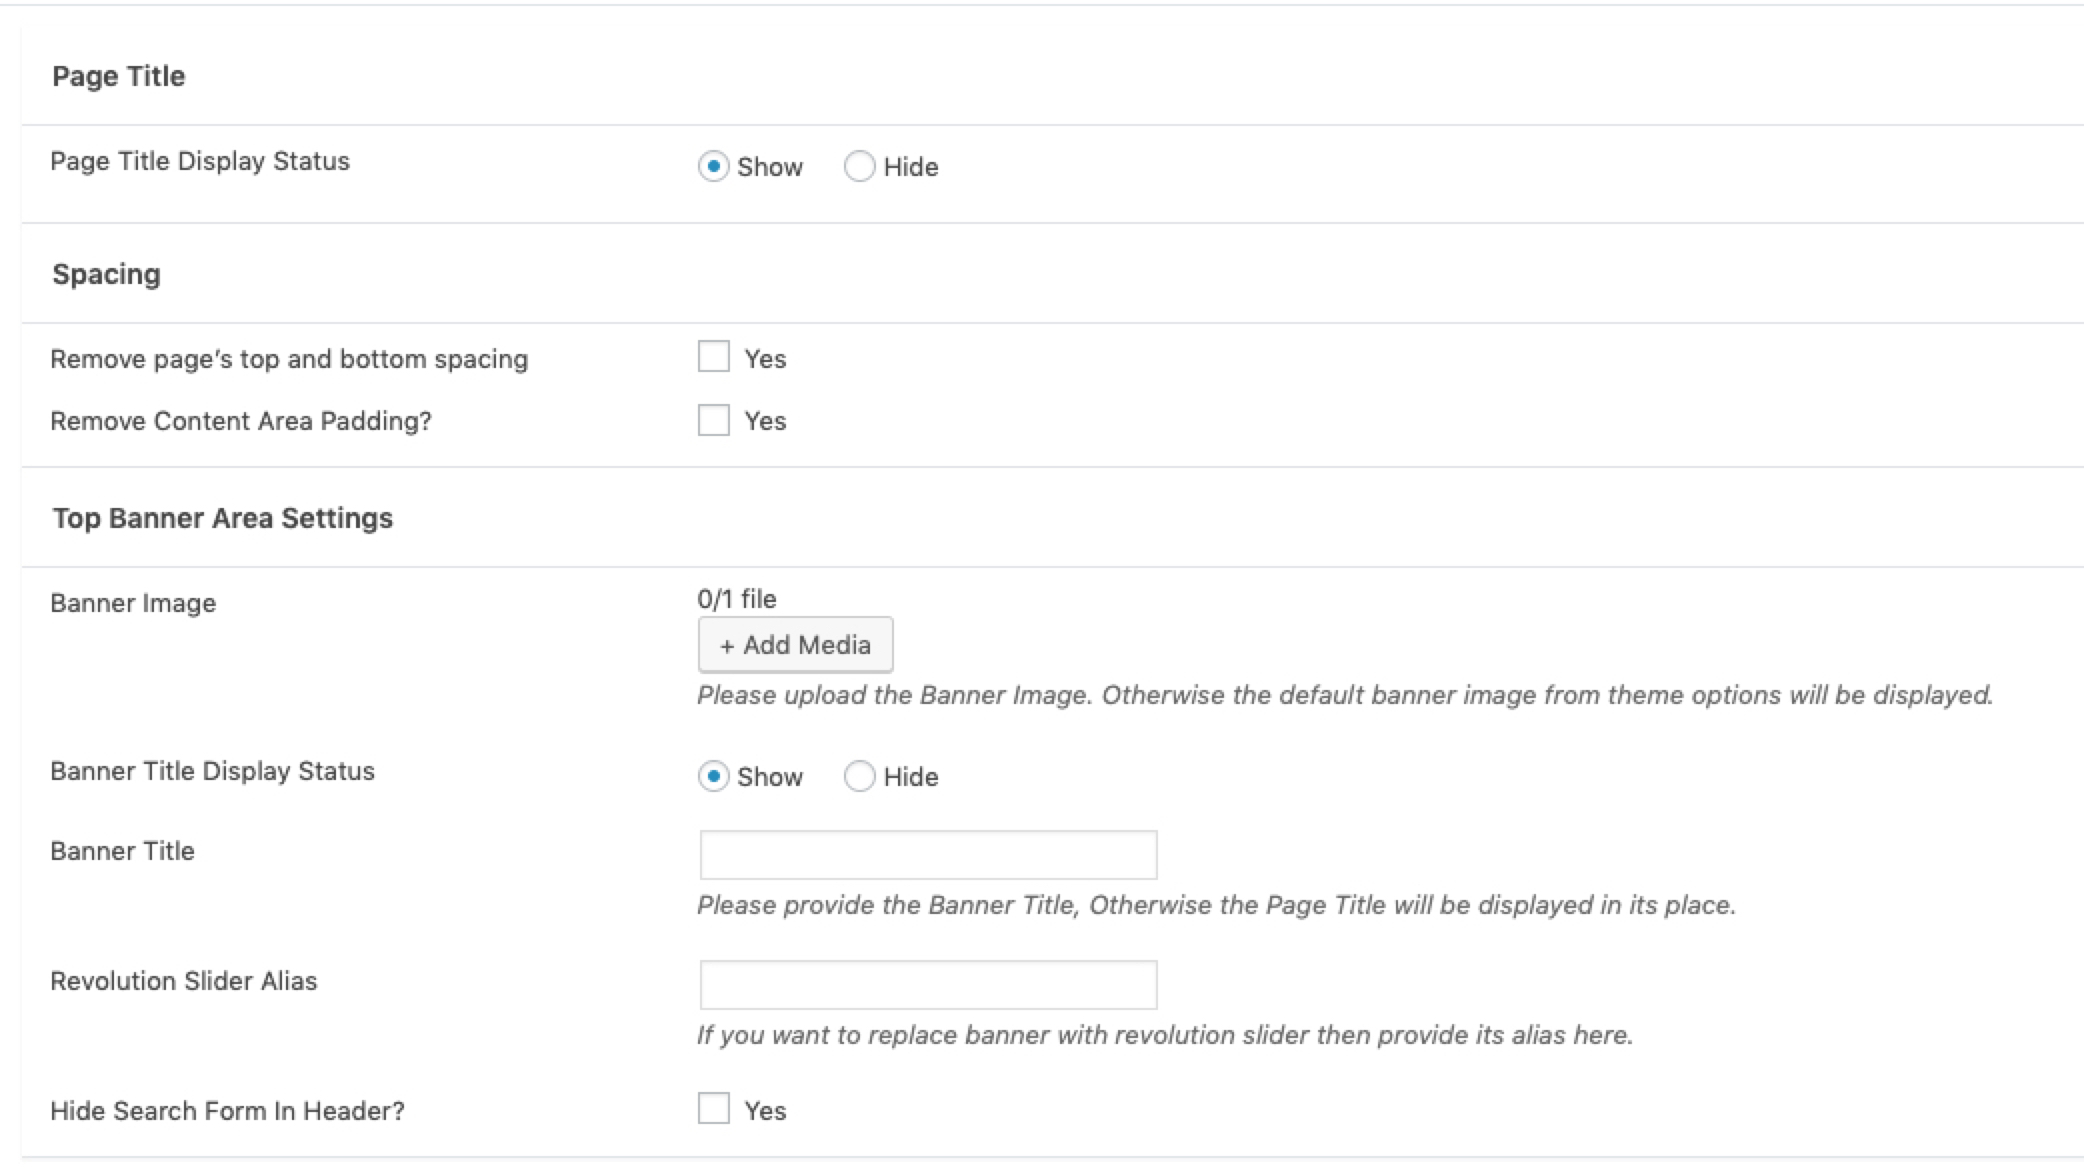 Page Title
Page Title Display Status
Show Hide
Spacing
Remove page's top and bottom spacing
Yes
Remove Content Area Padding?
Yes
Top Banner Area Settings
Banner Image
0/1 file
+ Add Media
Please upload the Banner Image. Otherwise the default banner image from theme options will be displayed.
Banner Title Display Status
Show Hide
Banner Title
Please provide the Banner Title, Otherwise the Page Title will be displayed in its place.
Revolution Slider Alias
If you want to replace banner with revolution slider then provide its alias here.
Hide Search Form In Header?
Yes